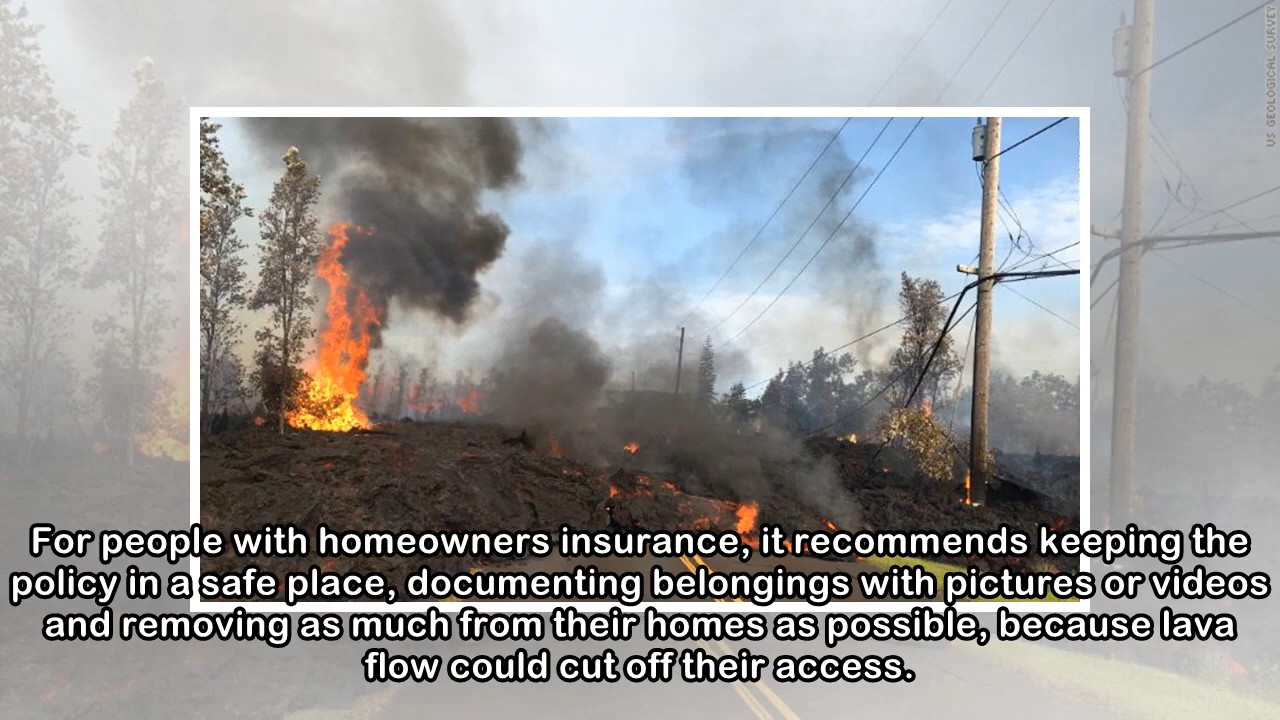 US GEOLOGICAL SURVEY
For people with homeowners insurance, it recommends keeping the
policy in a safe place, documenting belongings with pictures or videos
and removing as much from their homes as possible, because lava
flow could cut off their access.